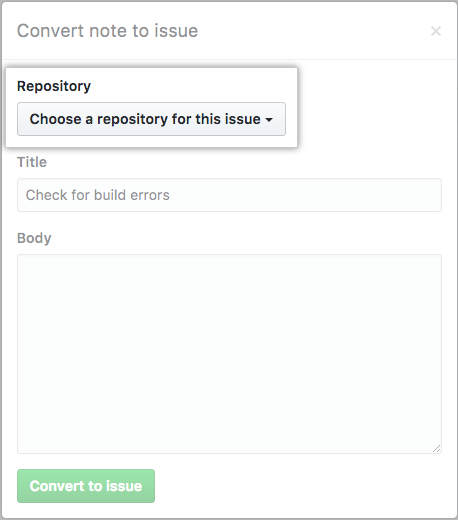 Convert note to issue
×
Repository
Choose a repository for this issue
Title
Check for build errors
Body
Convert to issue